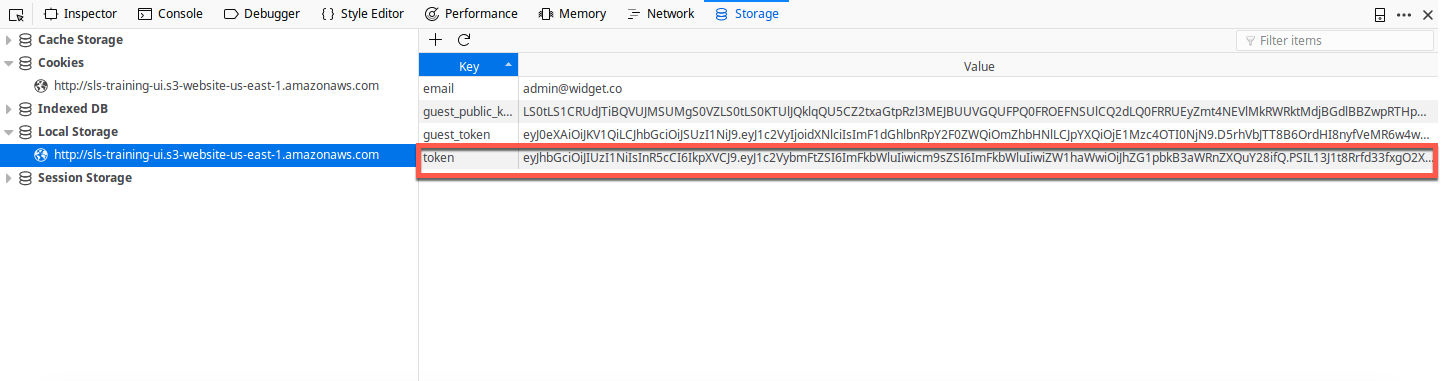 Inspector Console Debugger Style Editor Performance Memory Network Storage
Cache Storage
Cookies
http://sls-training-ui.s3-website-us-east-1.amazonaws.com
Indexed DB
Local Storage
http://sls-training-ui.s3-website-us-east-1.amazonaws.com
Session Storage
Filter items
Key Value
email admin@widget.co
guest_public_k... LS0tLS1CRUdJTiBQVUJMSUMgS0VZLS0tLS0KTUlJQklqQU5CZ2txaGtpRzl3MEJBUUVGQUFPQ0FROEFNSUlCQ2dLQ0FRRUEyZmt4NEVlMkRWRktMdjBGdlBBZwpRTHp...
guest_token eyJ0eXAiOiJKV1QiLCJhbGciOiJSUzI1NiJ9.eyJ1c2VyIjoidXNlciIsImF1dGhlbnRpY2F0ZWQiOmZhbHNlLCJpYXQiOjE1Mzc4OTI0NjN9.D5rhVbjTT8B6OrdHI8nyfVeMR6w4w...
token eyJhbGciOiJIUzI1NiIsInR5cCI6IkpXVCJ9.eyJ1c2VybmFtZSI6ImFkbWluIiwicm9sZSI6ImFkbWluIiwiZW1haWwiOiJhZG1pbkB3aWRnZXQuY28ifQ.PSIL13J1t8Rrfd33fxgO2X...